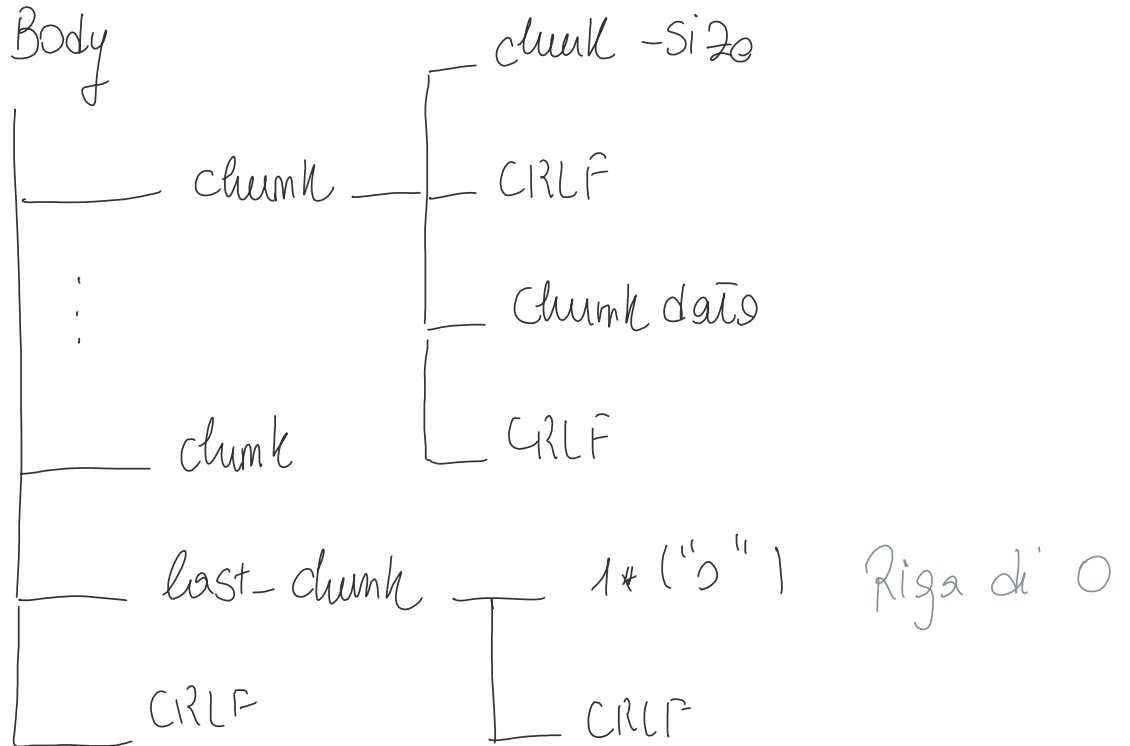 Body
chunk -size
chunk
CRLF
⋮
chunk data
chunk
CRLF
last_chunk
1* ("0")
Riga di 0
CRLF
CRLF